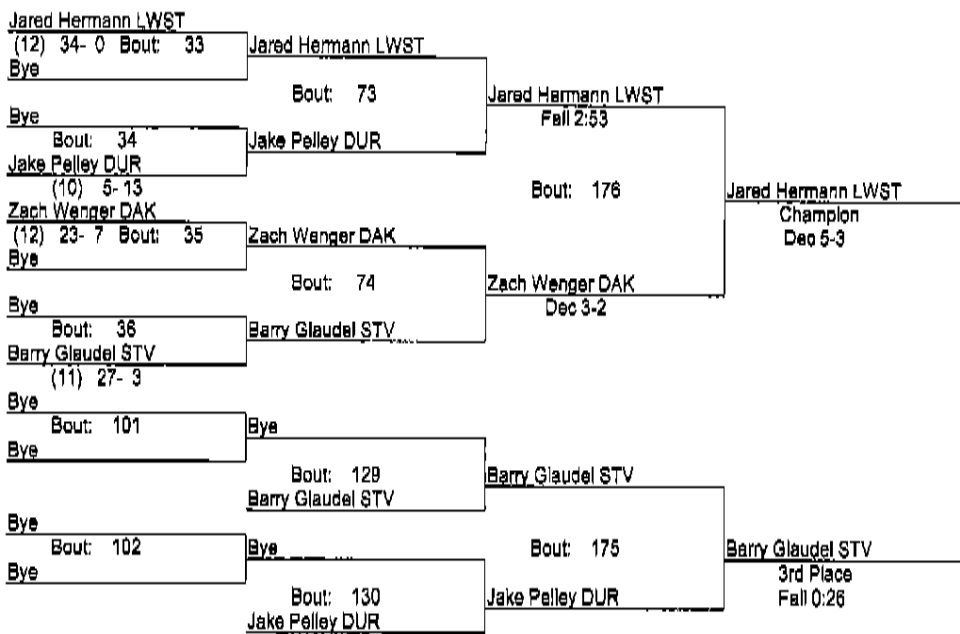 Jared Hermann LWST
(12) 34- 0 Bout: 33
Bye
Jared Hermann LWST
Bout: 73
Bye
Bout: 34
Jake Pelley DUR
(10) 5- 13
Jake Pelley DUR
Jared Hermann LWST
Fall 2:53
Bout: 176
Zach Wenger DAK
(12) 23- 7 Bout: 35
Bye
Zach Wenger DAK
Bout: 74
Bye
Bout: 36
Barry Glaudel STV
(11) 27- 3
Barry Glaudel STV
Zach Wenger DAK
Dec 3-2
Jared Hermann LWST
Champion
Dec 5-3
Bye
Bout: 101
Bye
Bye
Bout: 129
Barry Glaudel STV
Barry Glaudel STV
Bye
Bout: 102
Bye
Bye
Bout: 130
Jake Pelley DUR
Bout: 175
Jake Pelley DUR
Barry Glaudel STV
3rd Place
Fall 0:26